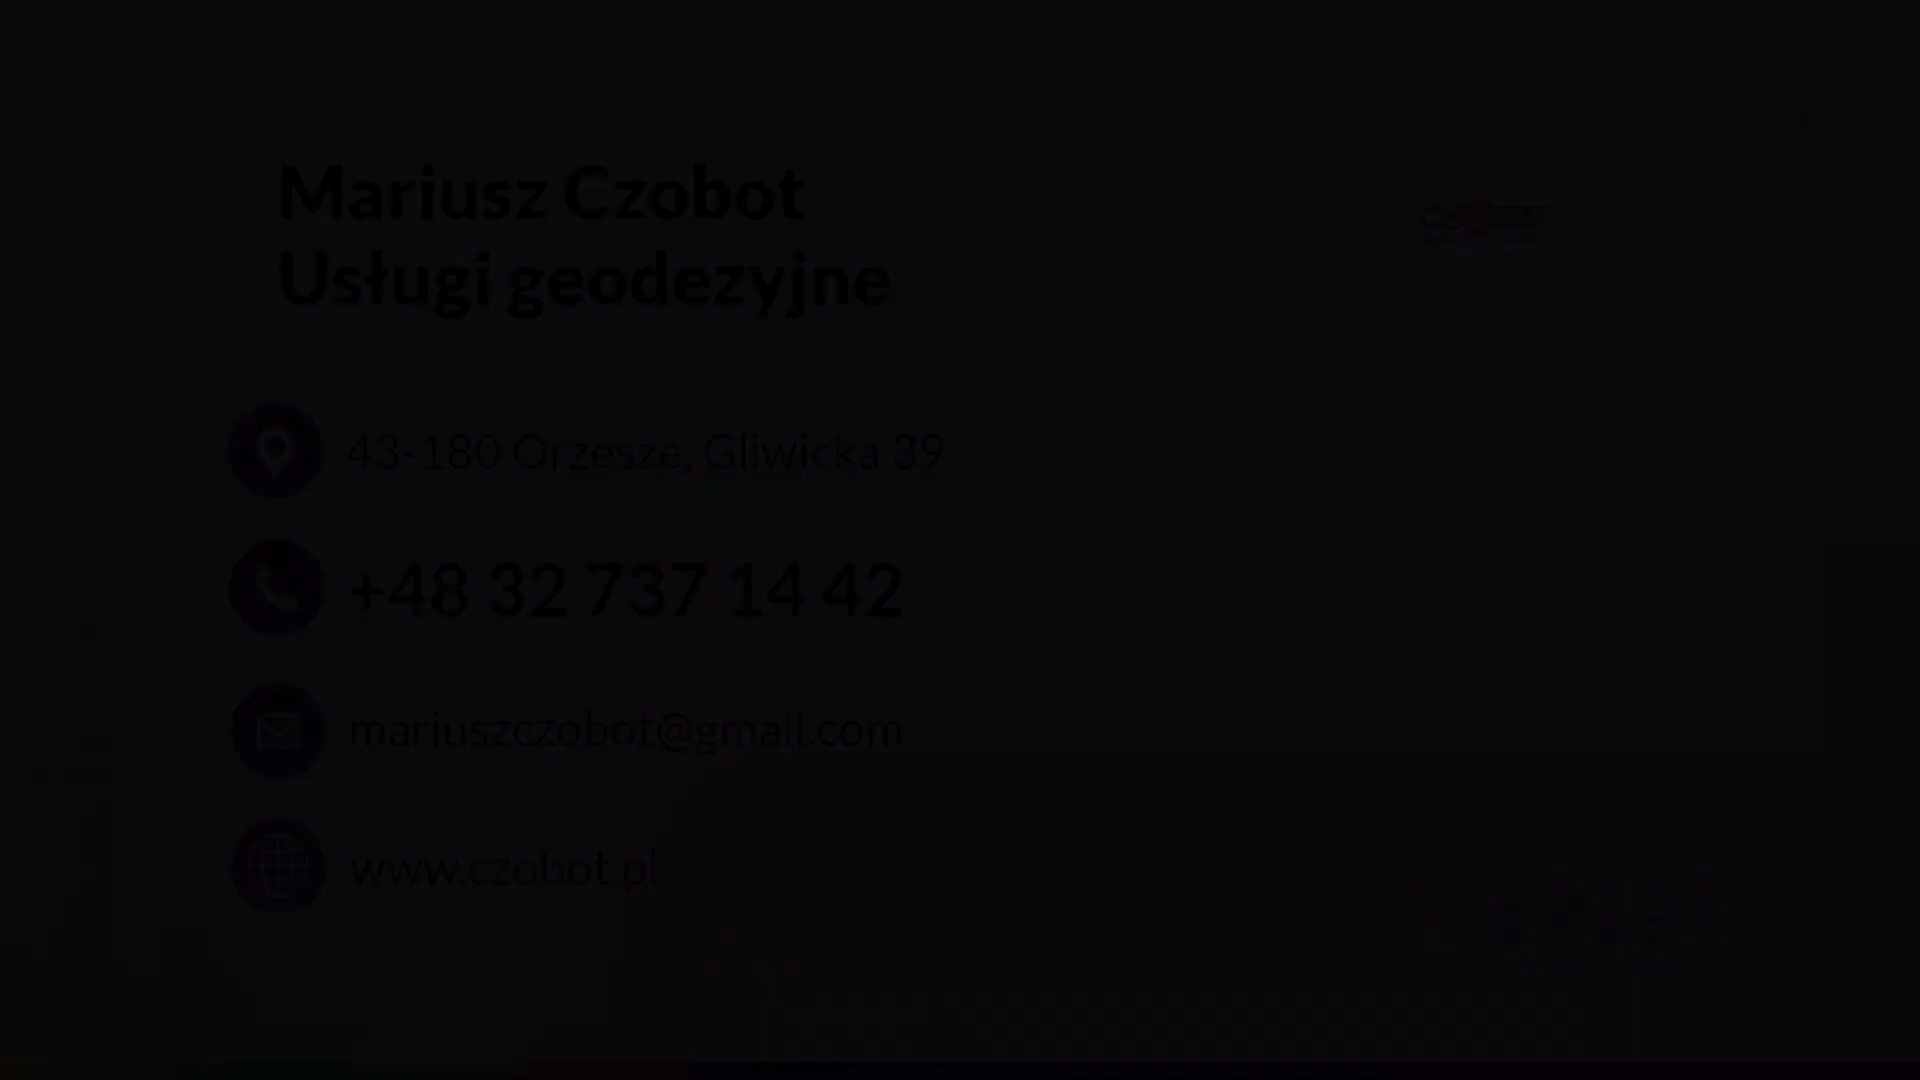 Mariusz Czobot
Usługi geodezyjne
43-180 Orzesze, Gliwicka 39
+48 32 737 14 42
mariuszczobot@gmail.com
www.czobot.pl